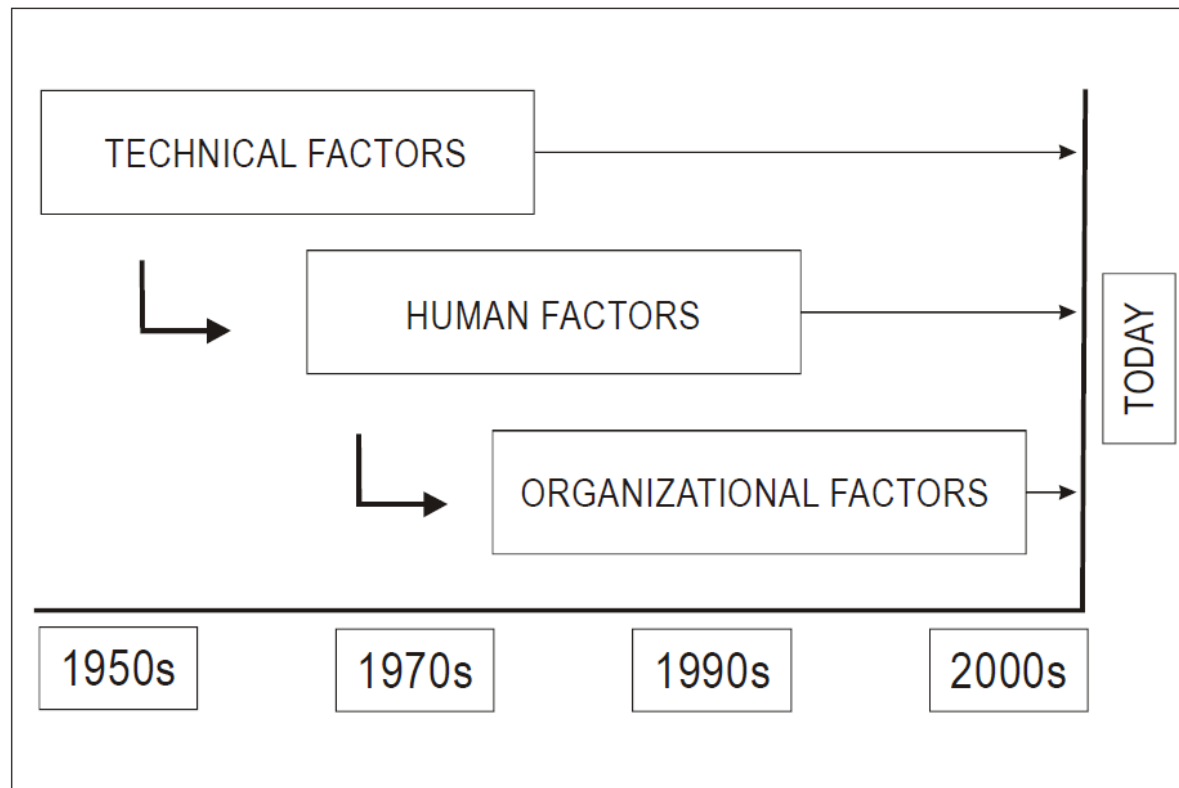 TECHNICAL FACTORS
HUMAN FACTORS
ORGANIZATIONAL FACTORS
TODAY
1950s
1970s
1990s
2000s